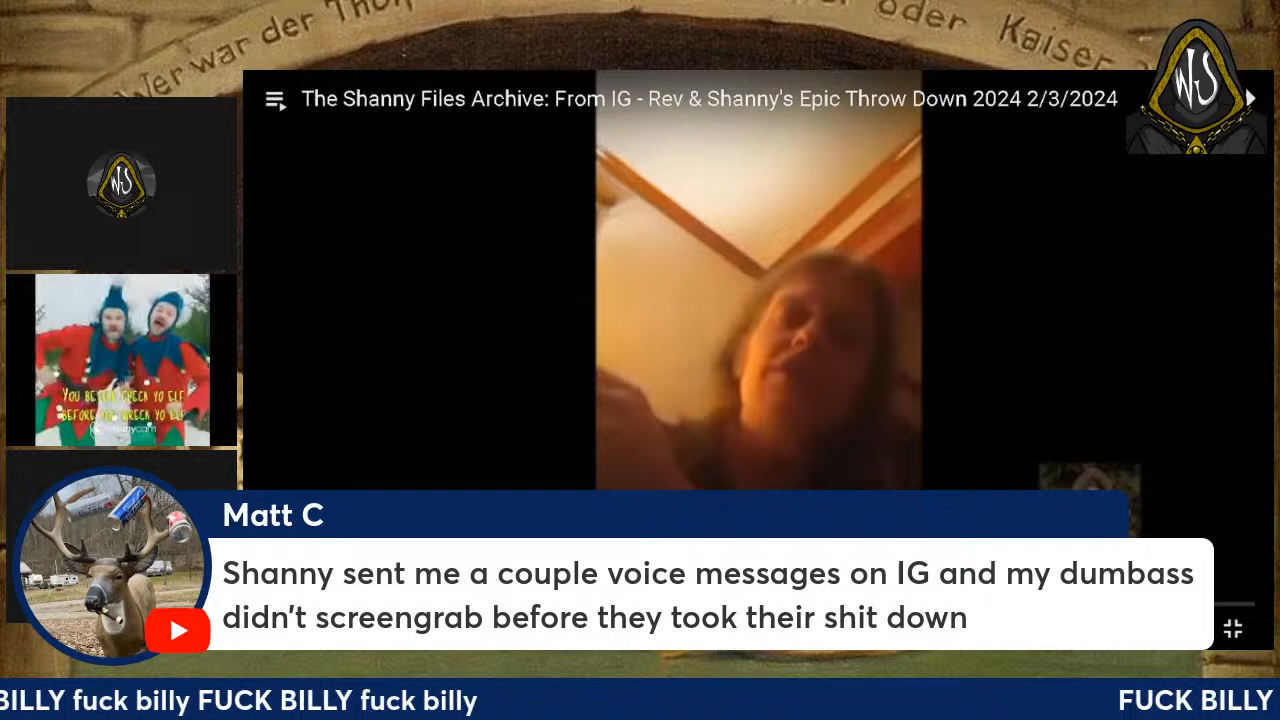 Wer war der Thor
oder Kaiser
The Shanny Files Archive: From IG - Rev & Shanny's Epic Throw Down 2024 2/3/2024
WS
WS
YOU BETTER CHECK YO ELF
BEFORE YOU WRECK YO ELF
Matt C
Shanny sent me a couple voice messages on IG and my dumbass
didn't screengrab before they took their shit down
BILLY fuck billy FUCK BILLY fuck billy
FUCK BILLY